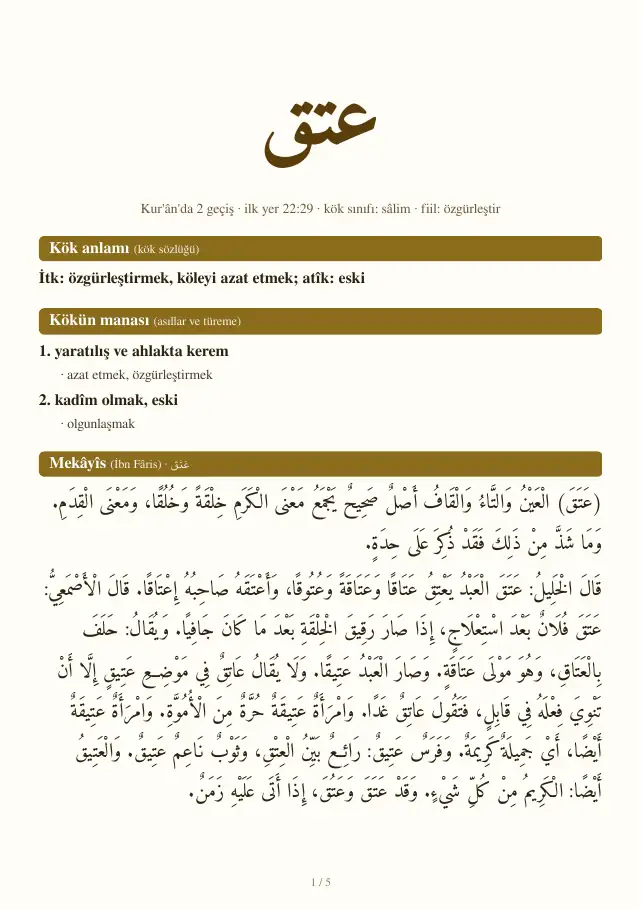 عتق
Kur'ân'da 2 geçiş · ilk yer 22:29 · kök sınıfı: sâlim · fiil: özgürleştir
Kök anlamı (kök sözlüğü)
İtk: özgürleştirmek, köleyi azat etmek; atîk: eski
Kökün manası (asıllar ve türeme)
1. yaratılış ve ahlakta kerem
· azat etmek, özgürleştirmek
2. kadîm olmak, eski
· olgunlaşmak
Mekâyîs (İbn Fâris) · عَتَقَ
(عَتَقَ) الْعَيْنُ وَالتَّاءُ وَالْقَافُ أَصْلٌ صَحِيحٌ يَجْمَعُ مَعْنَى الْكَرَمِ خِلْقَةً وَخُلُقًا، وَمَعْنَى الْقِدَمِ.
وَمَا شَذَّ مِنْ ذَلِكَ فَقَدْ ذُكِرَ عَلَى حِدَةٍ.
قَالَ الْخَلِيلُ: عَتَقَ الْعَبْدُ يَعْتِقُ عَتَاقًا وَعَتَاقَةً وَعُتُوقًا، وَأَعْتَقَهُ صَاحِبُهُ إِعْتَاقًا. قَالَ الْأَصْمَعِيُّ:
عَتَقَ فُلَانٌ بَعْدَ اسْتِعْلَاجٍ، إِذَا صَارَ رَقِيقَ الْخِلْقَةِ بَعْدَ مَا كَانَ جَافِيًا. وَيُقَالُ: حَلَفَ
بِالْعَتَاقِ، وَهُوَ مَوْلَى عَتَاقَةٍ. وَصَارَ الْعَبْدُ عَتِيقًا. وَلَا يُقَالُ عَاتِقٌ فِي مَوْضِعِ عَتِيقٍ إِلَّا أَنْ
تَنْوِيَ فِعْلَهُ فِي قَابِلٍ، فَتَقُولَ عَاتِقٌ غَدًا. وَامْرَأَةٌ عَتِيقَةٌ حُرَّةٌ مِنَ الْأُمُوَّةِ. وَامْرَأَةٌ عَتِيقَةٌ
أَيْضًا، أَيْ جَمِيلَةٌ كَرِيمَةٌ. وَفَرَسٌ عَتِيقٌ: رَائِعٌ بَيِّنُ الْعِتْقِ، وَثَوْبٌ نَاعِمٌ عَتِيقٌ. وَالْعَتِيقُ
أَيْضًا: الْكَرِيمُ مِنْ كُلِّ شَيْءٍ. وَقَدْ عَتَقَ وَعَتُقَ، إِذَا أَتَى عَلَيْهِ زَمَنٌ.
1 / 5